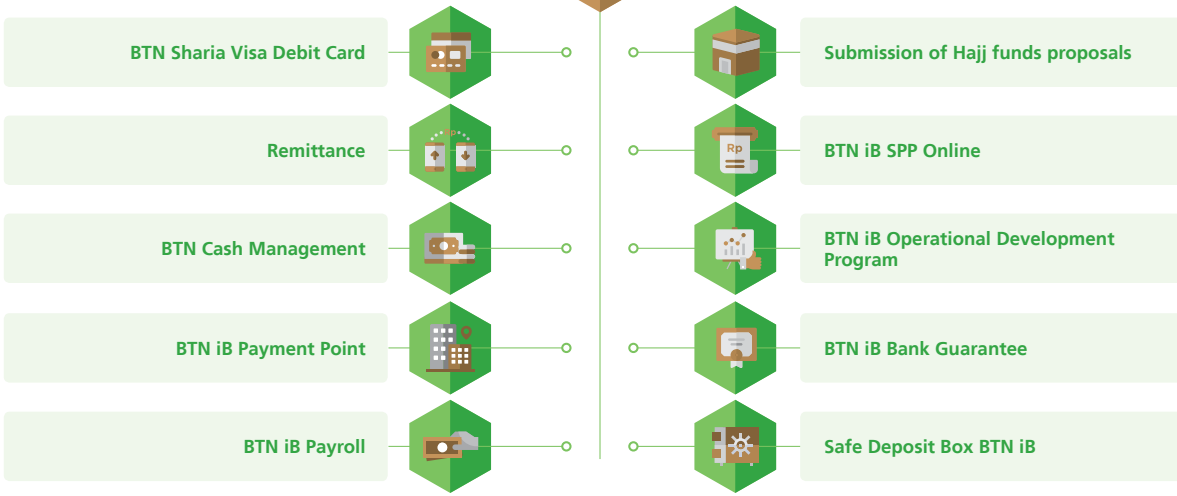 BTN Sharia Visa Debit Card
Remittance
BTN Cash Management
BTN iB Payment Point
BTN iB Payroll
Submission of Hajj funds proposals
Rp
BTN iB SPP Online
BTN iB Operational Development
Program
BTN iB Bank Guarantee
Safe Deposit Box BTN iB